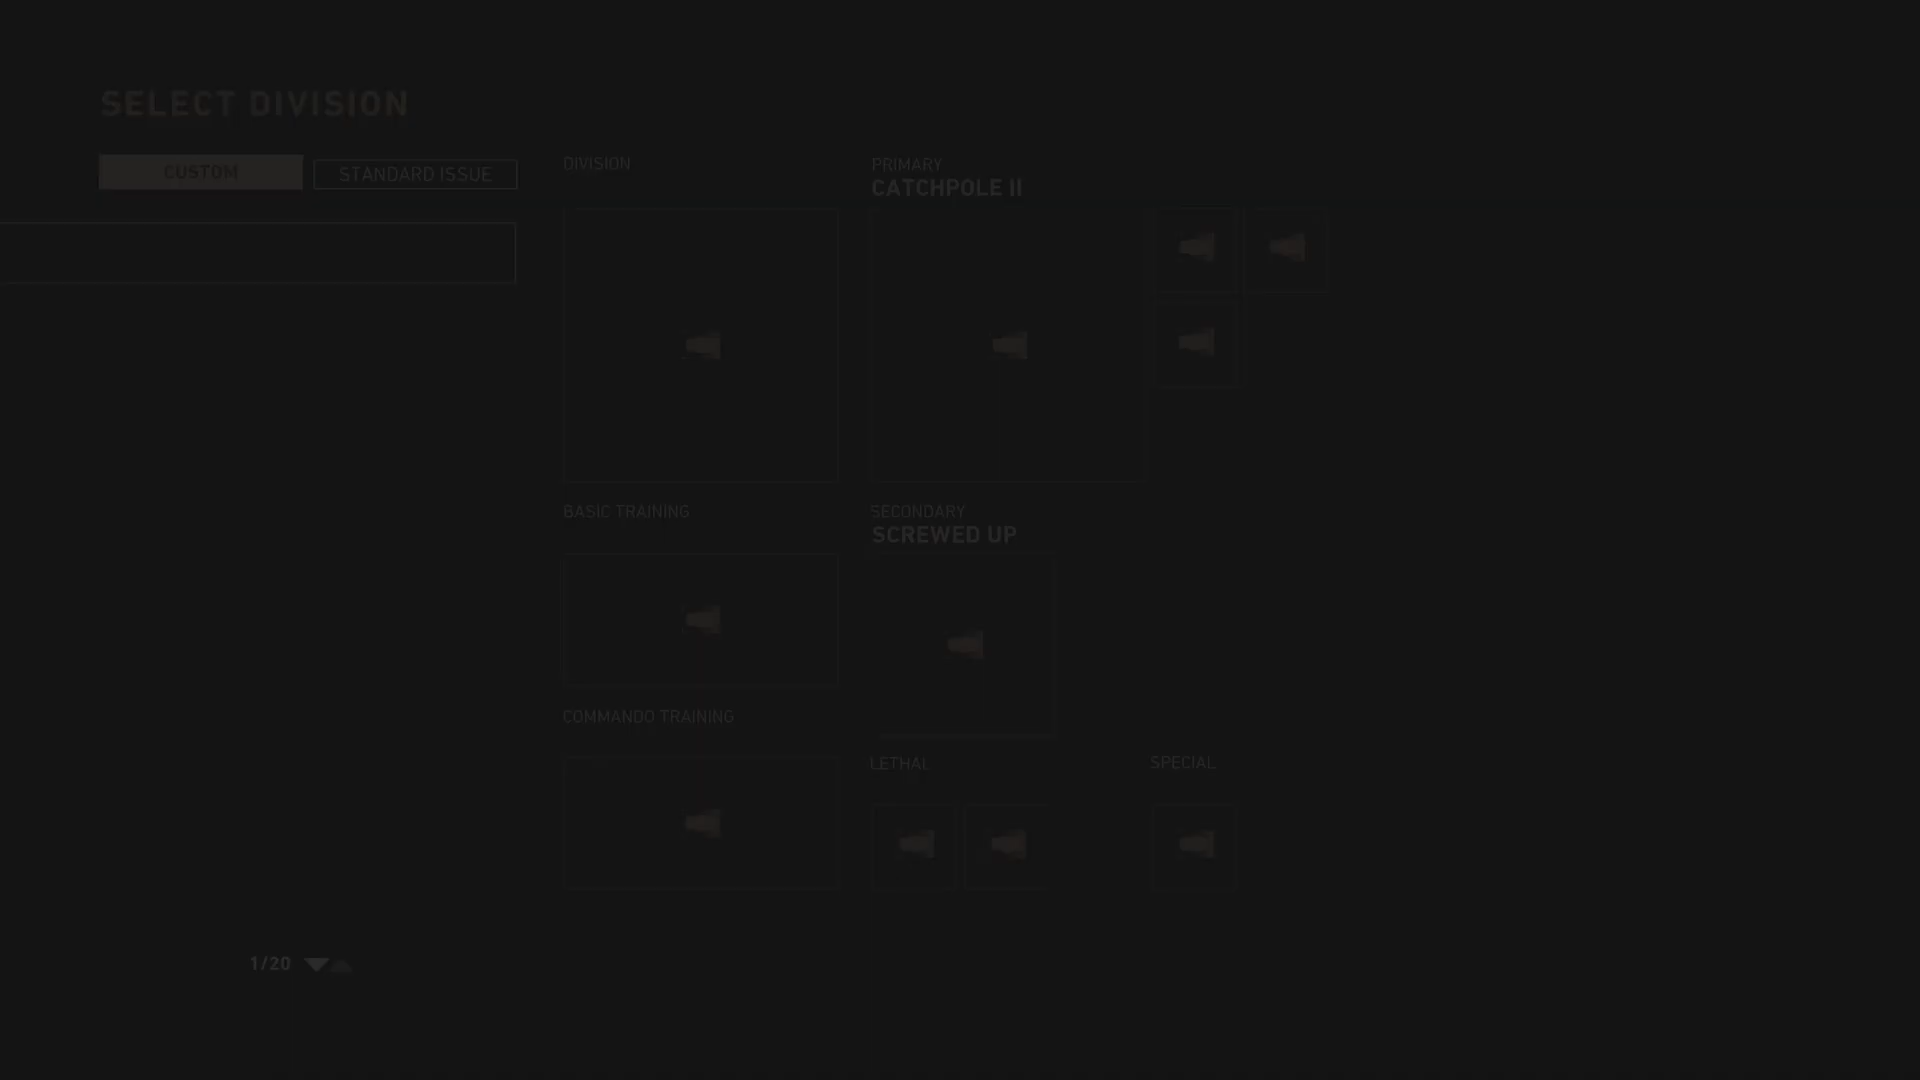 SELECT DIVISION
CUSTOM
STANDARD ISSUE
DIVISION
PRIMARY
CATCHPOLE II
BASIC TRAINING
SECONDARY
SCREWED UP
COMMANDO TRAINING
LETHAL
SPECIAL
1/20